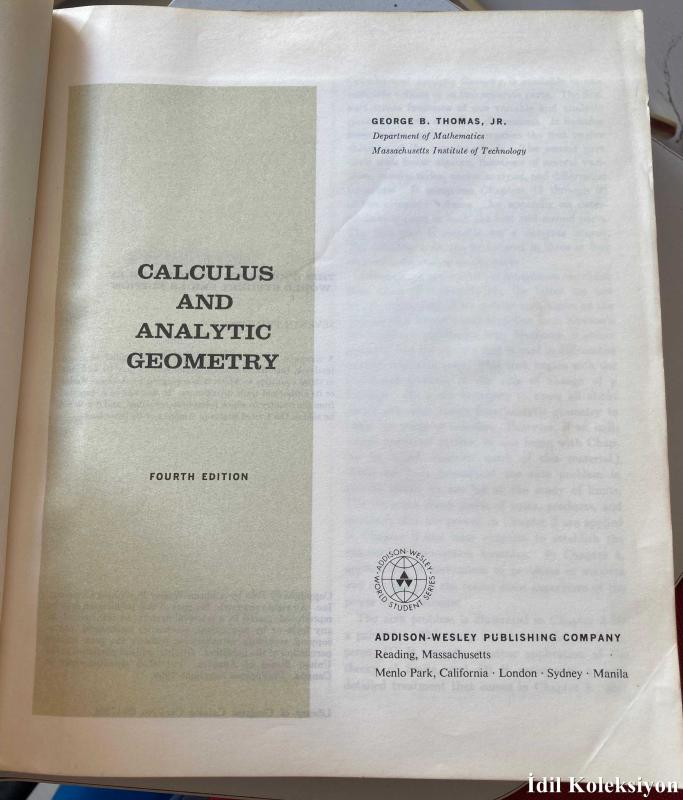 GEORGE B. THOMAS, JR.
Department of Mathematics
Massachusetts Institute of Technology
CALCULUS
AND
ANALYTIC
GEOMETRY
FOURTH EDITION
ADDISON-WESLEY
WORLD STUDENT SERIES
ADDISON-WESLEY PUBLISHING COMPANY
Reading, Massachusetts
Menlo Park, California · London · Sydney · Manila
İdil Koleksiyon